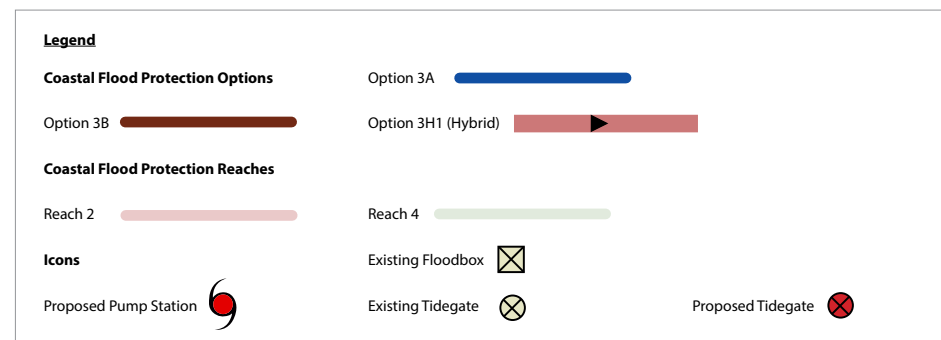 Legend
Coastal Flood Protection Options
Option 3A
Option 3B
Option 3H1 (Hybrid)
Coastal Flood Protection Reaches
Reach 2
Reach 4
Icons
Existing Floodbox
Proposed Pump Station
Existing Tidegate
Proposed Tidegate